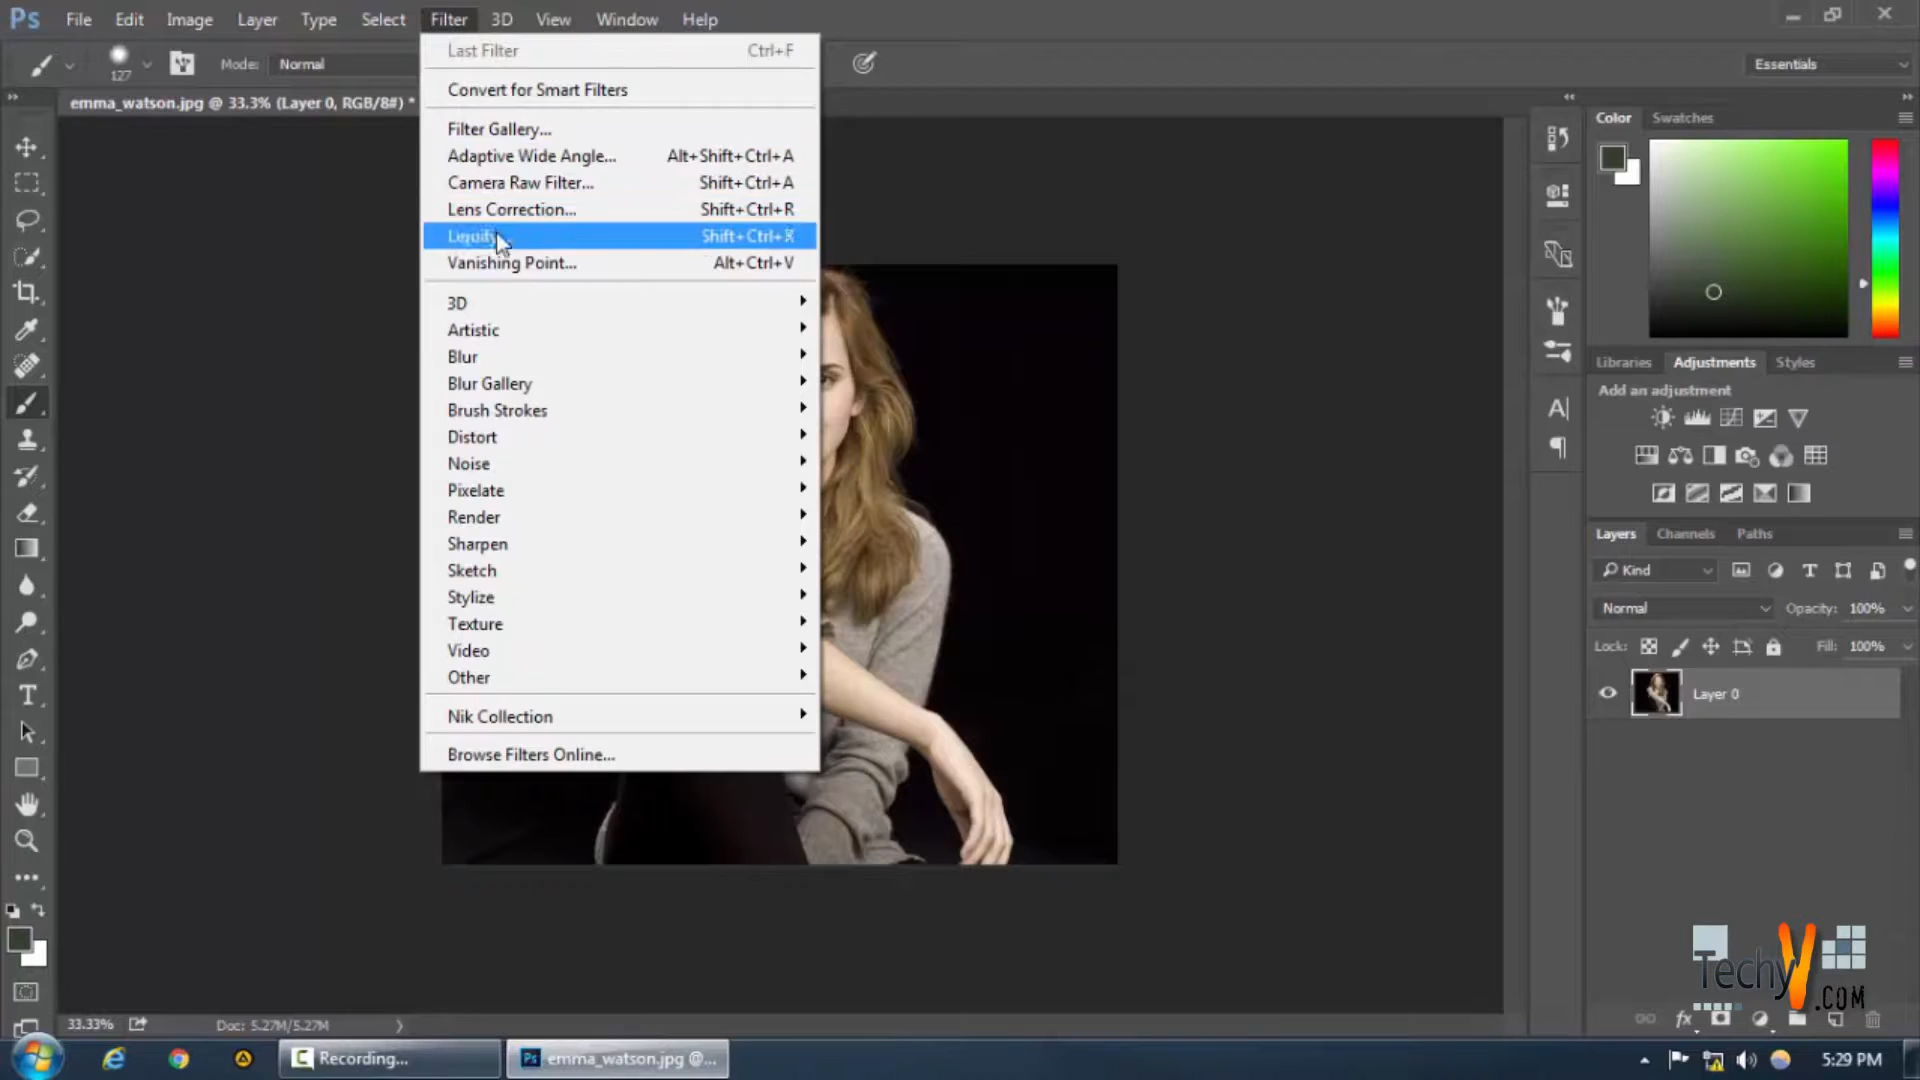 Ps File Edit Image Layer Type Select Filter 3D View Window Help
127 Mode: Normal Essentials
emma_watson.jpg @ 33.3% (Layer 0, RGB/8#) *
Last Filter Ctrl+F
Convert for Smart Filters
Filter Gallery...
Adaptive Wide Angle... Alt+Shift+Ctrl+A
Camera Raw Filter... Shift+Ctrl+A
Lens Correction... Shift+Ctrl+R
Liquify... Shift+Ctrl+X
Vanishing Point... Alt+Ctrl+V
3D
Artistic
Blur
Blur Gallery
Brush Strokes
Distort
Noise
Pixelate
Render
Sharpen
Sketch
Stylize
Texture
Video
Other
Nik Collection
Browse Filters Online...
Color Swatches
Libraries Adjustments Styles
Add an adjustment
Layers Channels Paths
Kind
Normal Opacity: 100%
Lock: Fill: 100%
Layer 0
TechyV.COM
33.33% Doc: 5.27M/5.27M
Recording... emma_watson.jpg @... 5:29 PM